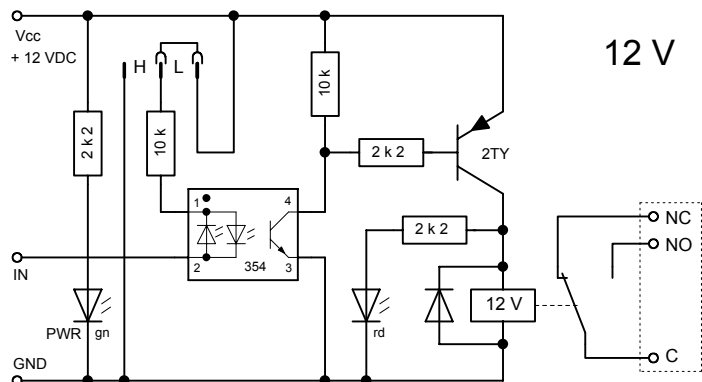 Vcc
+ 12 VDC
H
L
12 V
2 k 2
10 k
10 k
2 k 2
2TY
1
4
2
3
354
2 k 2
IN
PWR
gn
rd
12 V
NC
NO
C
GND